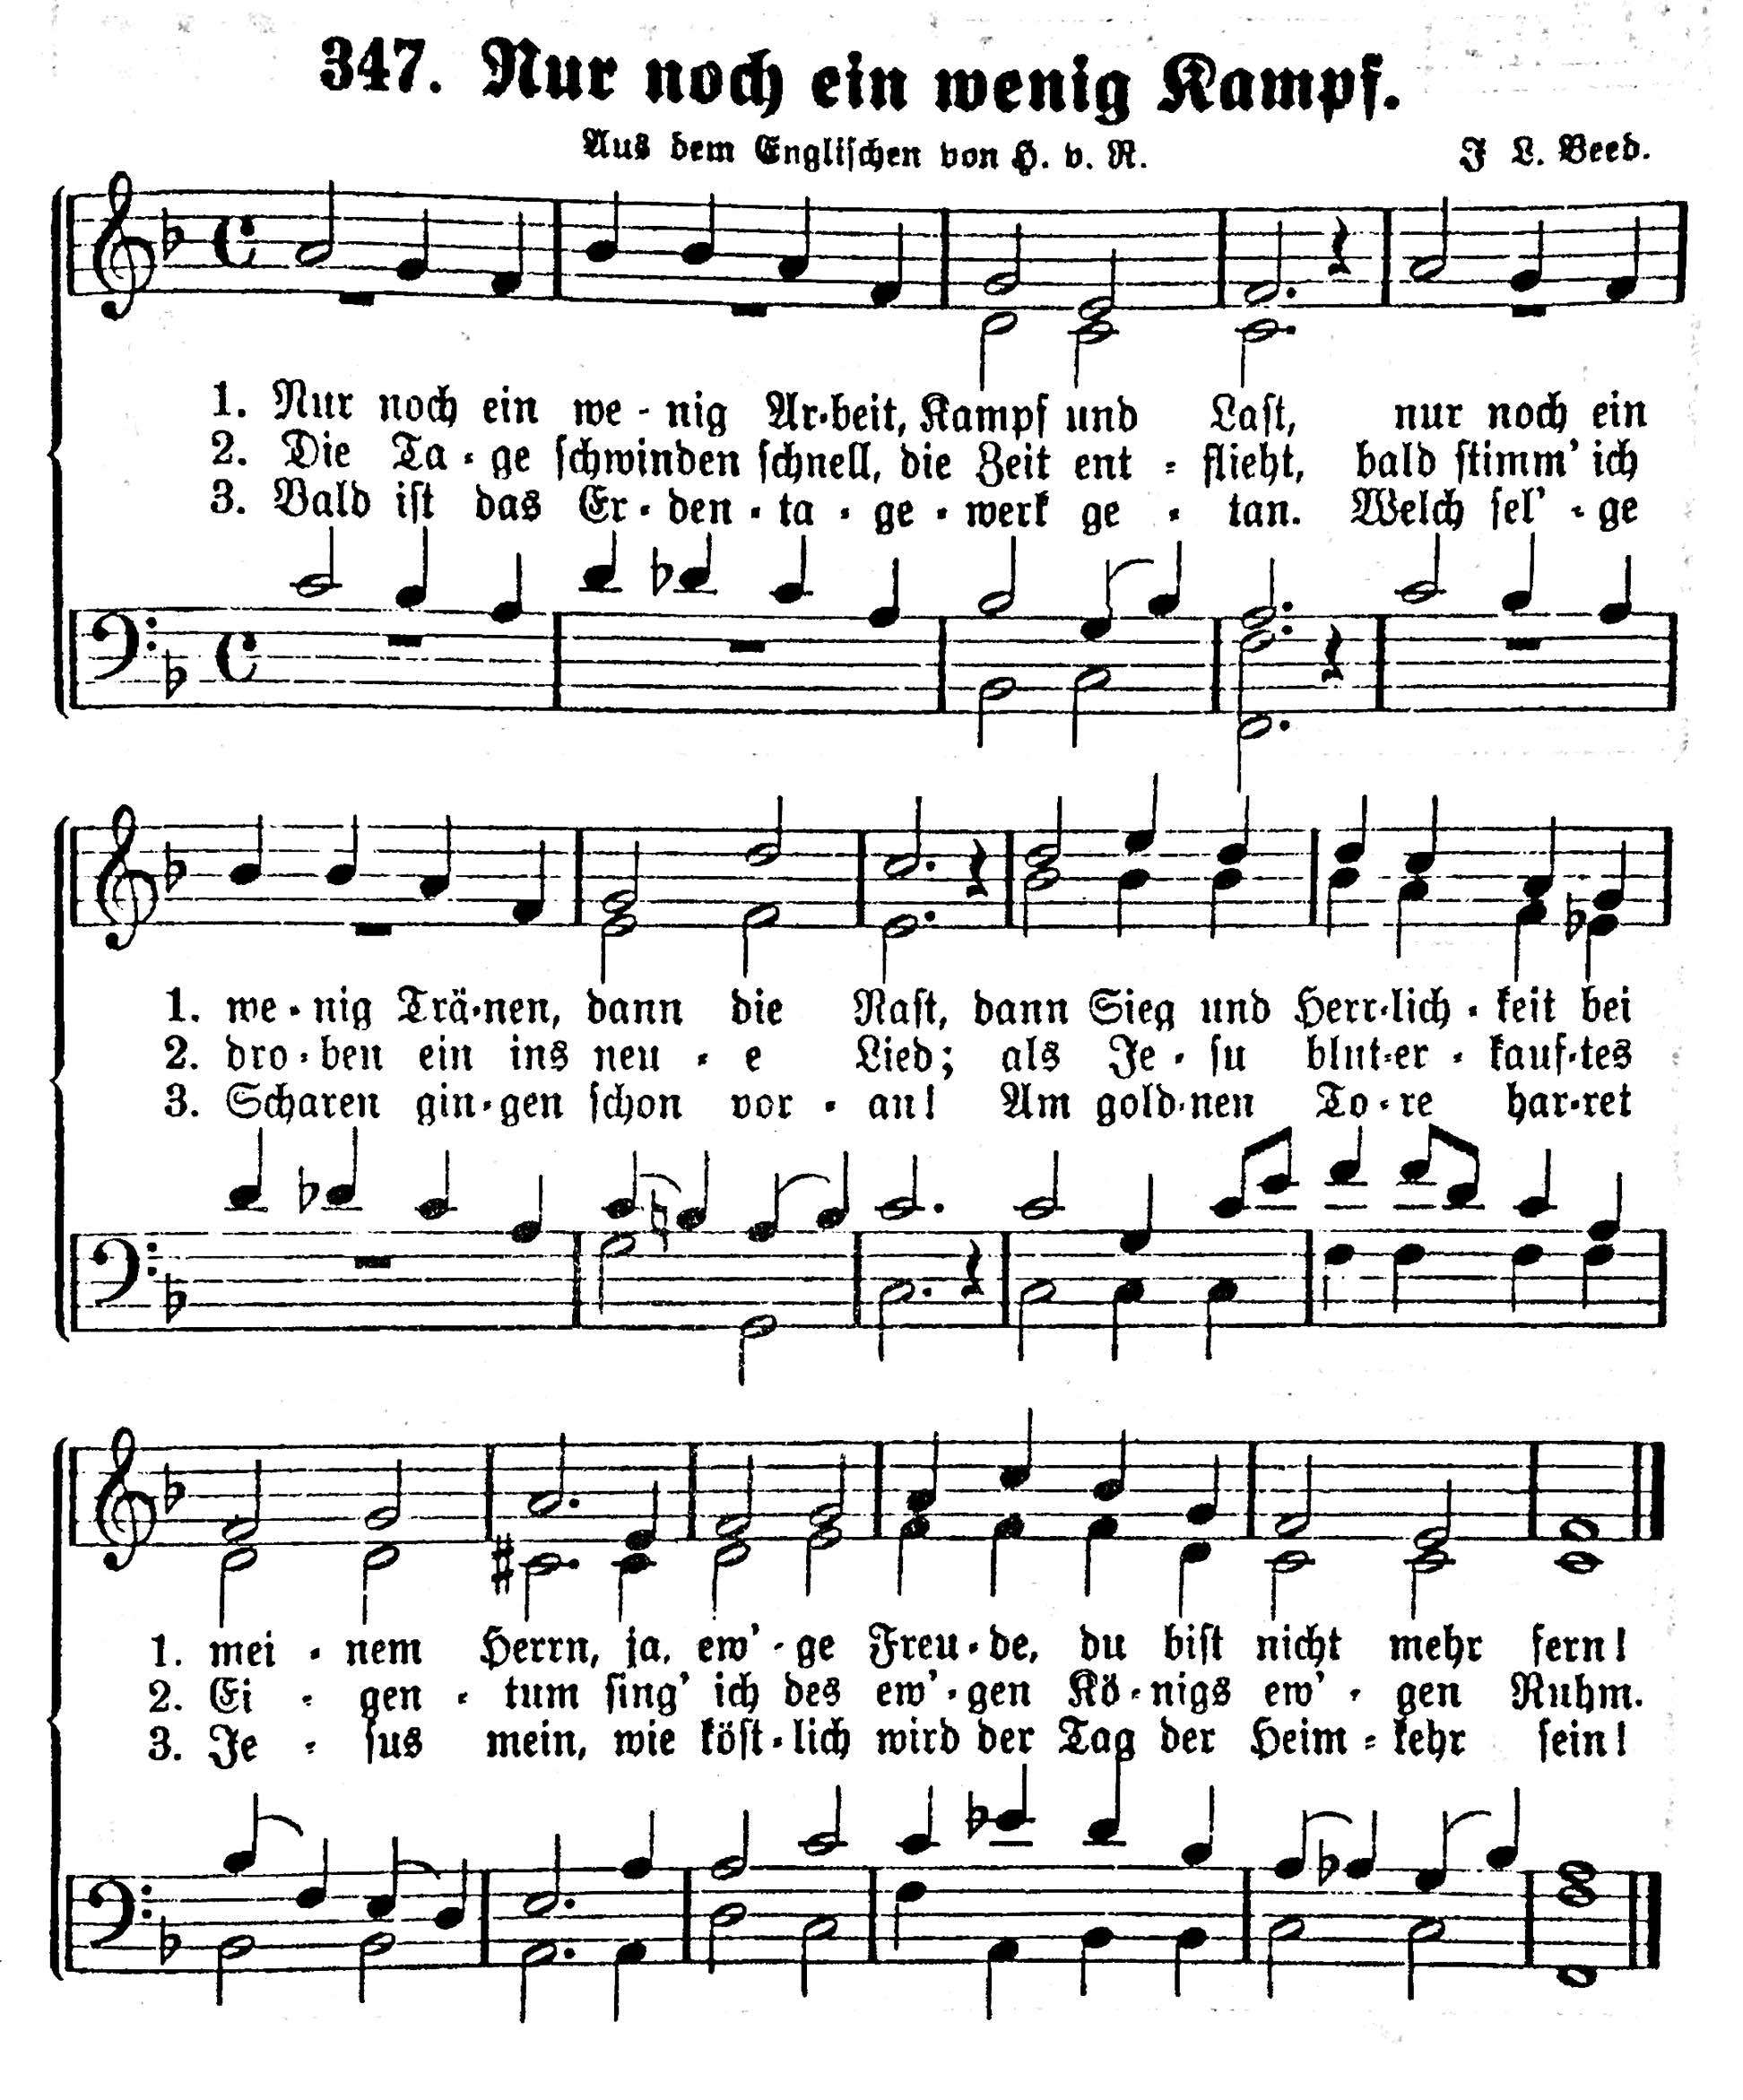 347. Nur noch ein wenig Kampf.
Aus dem Englischen von H. v. R.
J L. Beed.
1. Nur noch ein we - nig Ar-beit, Kampf und Last, nur noch ein
2. Die Ta - ge schwinden schnell, die Zeit ent - flieht, bald stimm' ich
3. Bald ist das Er - den - ta - ge - werk ge - tan. Welch sel' - ge
1. we - nig Trä-nen, dann die Rast, dann Sieg und Herr-lich - keit bei
2. dro - ben ein ins neu - e Lied; als Je - su blut-er - kauf-tes
3. Scharen gin-gen schon vor - an! Am gold-nen To - re har-ret
1. mei - nem Herrn, ja, ew' - ge Freu - de, du bist nicht mehr fern!
2. Ei - gen - tum sing' ich des ew' - gen Kö - nigs ew' - gen Ruhm.
3. Je - sus mein, wie köst - lich wird der Tag der Heim - kehr sein!